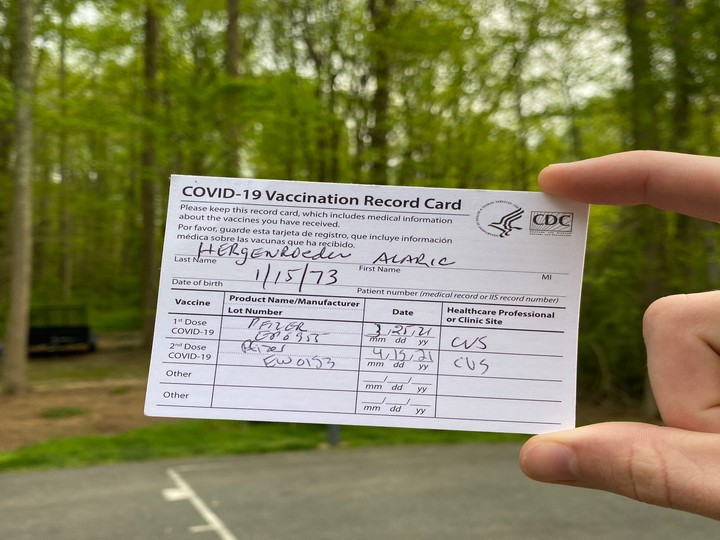 COVID-19 Vaccination Record Card
CDC
Please keep this record card, which includes medical information
about the vaccines you have received.
Por favor, guarde esta tarjeta de registro, que incluye información
médica sobre las vacunas que ha recibido.
HERgENROeder ALARIC
Last Name First Name MI
1/15/73
Date of birth Patient number (medical record or IIS record number)
Vaccine Product Name/Manufacturer Date Healthcare Professional
Lot Number or Clinic Site
1st Dose PFIZER 3/25/21 CVS
COVID-19 mm dd yy
2nd Dose Pfizer 4/15/21 CVS
COVID-19 EW0153 mm dd yy
Other / /
mm dd yy
Other / /
mm dd yy